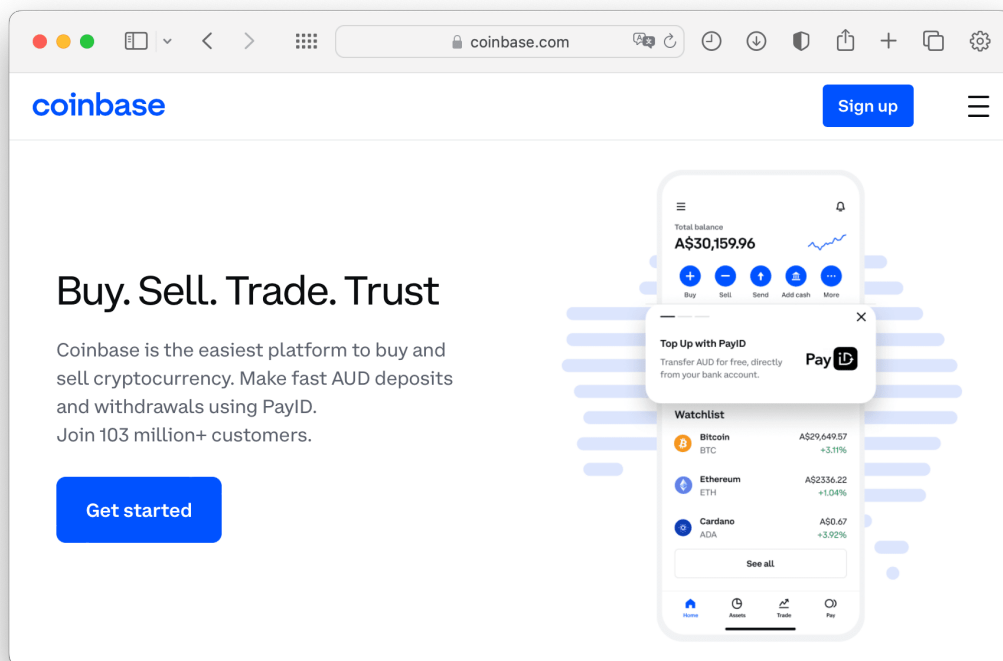 coinbase.com
coinbase
Sign up
Buy. Sell. Trade. Trust
Coinbase is the easiest platform to buy and
sell cryptocurrency. Make fast AUD deposits
and withdrawals using PayID.
Join 103 million+ customers.
Get started
Total balance
A$30,159.96
Buy Sell Send Add cash More
Top Up with PayID
Transfer AUD for free, directly
from your bank account.
Pay iD
Watchlist
Bitcoin A$29,649.57
BTC +3.11%
Ethereum A$2336.22
ETH +1.04%
Cardano A$0.67
ADA +3.92%
See all
Home Assets Trade Pay